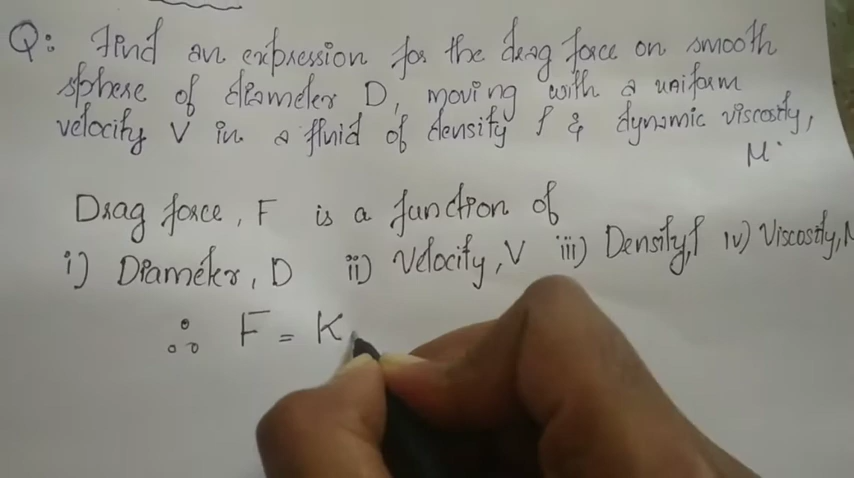 Q: Find an expression for the drag force on smooth
sphere of diameter D, moving with a uniform
velocity V in a fluid of density ρ & dynamic viscosity,
μ.
Drag force, F is a function of
i) Diameter, D ii) Velocity, V iii) Density, ρ iv) Viscosity, μ
∴ F = K